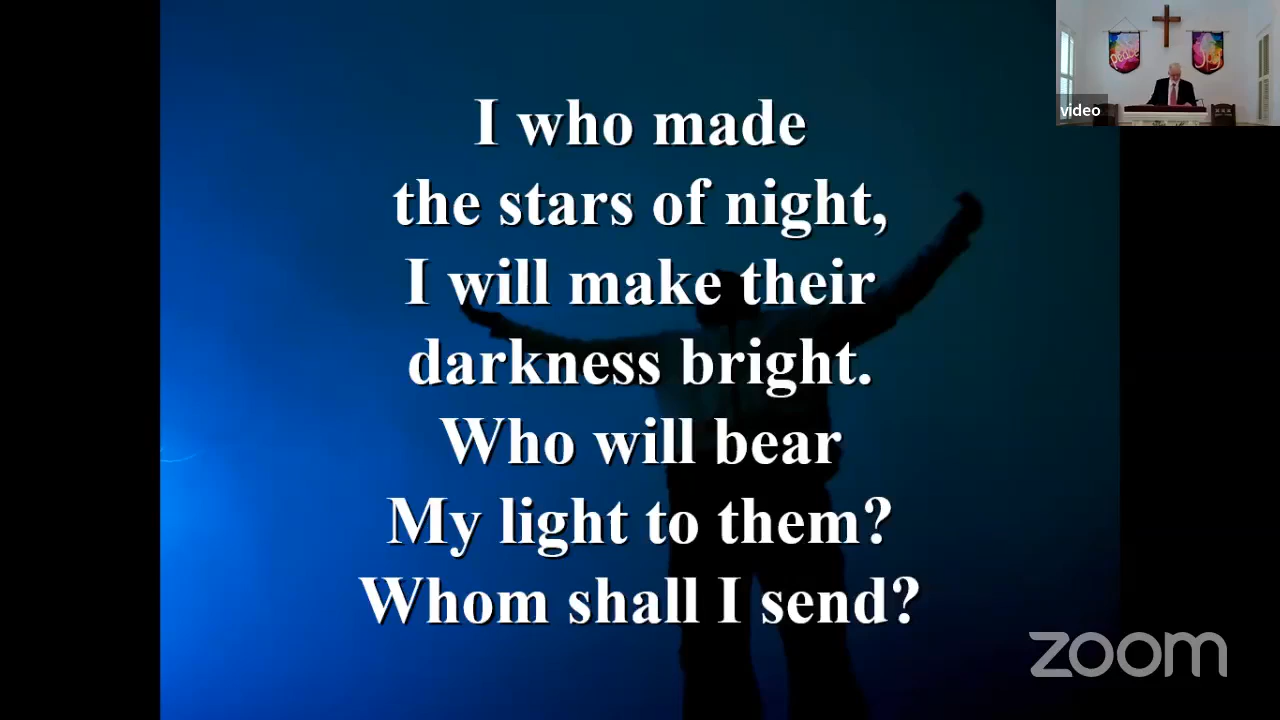 I who made
the stars of night,
I will make their
darkness bright.
Who will bear
My light to them?
Whom shall I send?
video
zoom